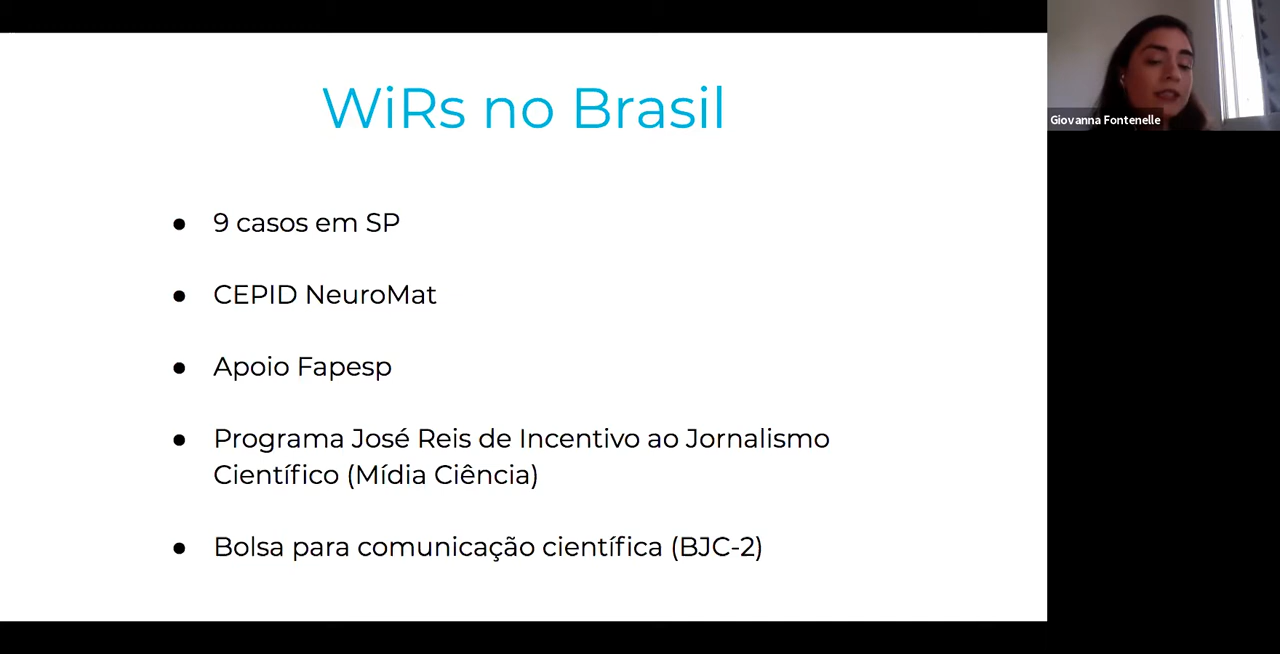 WiRs no Brasil
● 9 casos em SP
● CEPID NeuroMat
● Apoio Fapesp
● Programa José Reis de Incentivo ao Jornalismo
Científico (Mídia Ciência)
● Bolsa para comunicação científica (BJC-2)
Giovanna Fontenelle